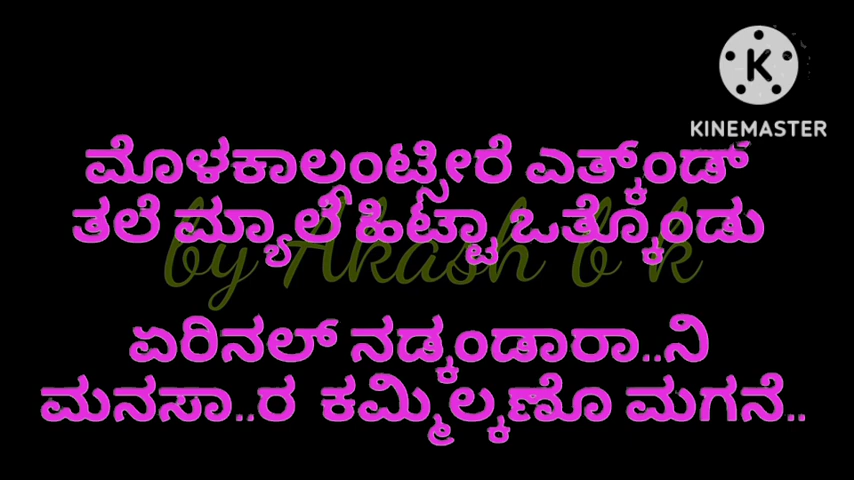 KINEMASTER
ಮೊಳಕಾಲ್ಗಂಟ್ಸೀರೆ ಎತ್ಕ್ಂಡ್
ತಲೆ ಮ್ಯಾಲೆ ಹಿಟ್ಟಾ ಒತ್ಕೊಂಡು
by Akash b k
ಏರಿನಲ್ ನಡ್ಕಂಡಾರಾ..ನಿ
ಮನಸಾ..ರ ಕಮ್ಮಿಲ್ಕಣೊ ಮಗನೆ..